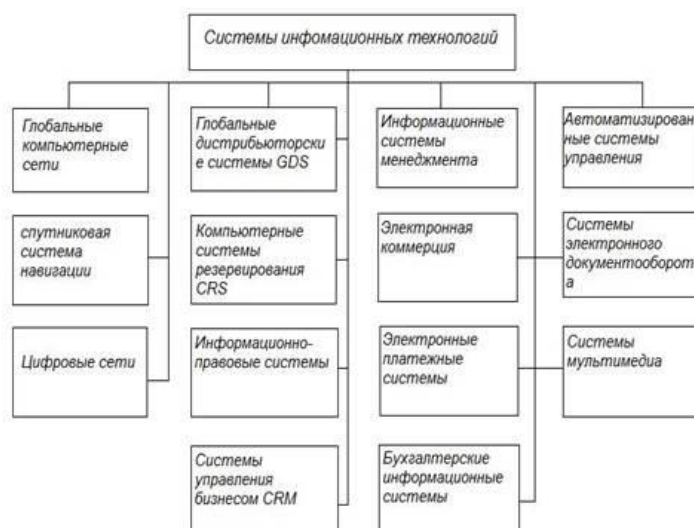 Системы инфомационных технологий
Глобальные
компьютерные
сети
Глобальные
дистрибьюторски
е системы GDS
Информационные
системы
менеджмента
Автоматизирован
ные системы
управления
спутниковая
система
навигации
Компьютерные
системы
резервирования
CRS
Электронная
коммерция
Системы
электронного
документооборот
а
Цифровые сети
Информационно-
правовые системы
Электронные
платежные
системы
Системы
мультимедиа
Системы
управления
бизнесом CRM
Бухгалтерские
информационные
системы